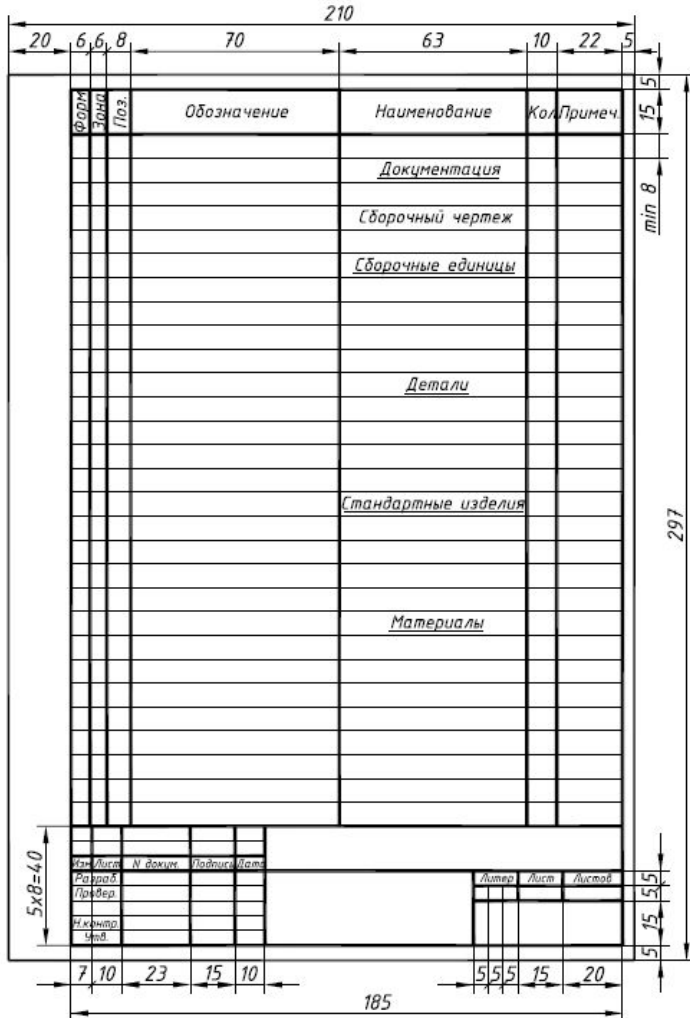 210
20 6 6 8 70 63 10 22 5
Форм Зона Поз. Обозначение Наименование Кол Примеч.
5
15
min 8
Документация
Сборочный чертеж
Сборочные единицы
Детали
Стандартные изделия
Материалы
297
5x8=40
Изм Лист N докум. Подпись Дата
Разраб. Литер Лист Листов
Провер.
Н.контр.
Утв.
5
5
15
5
7 10 23 15 10 5 5 5 15 20
185